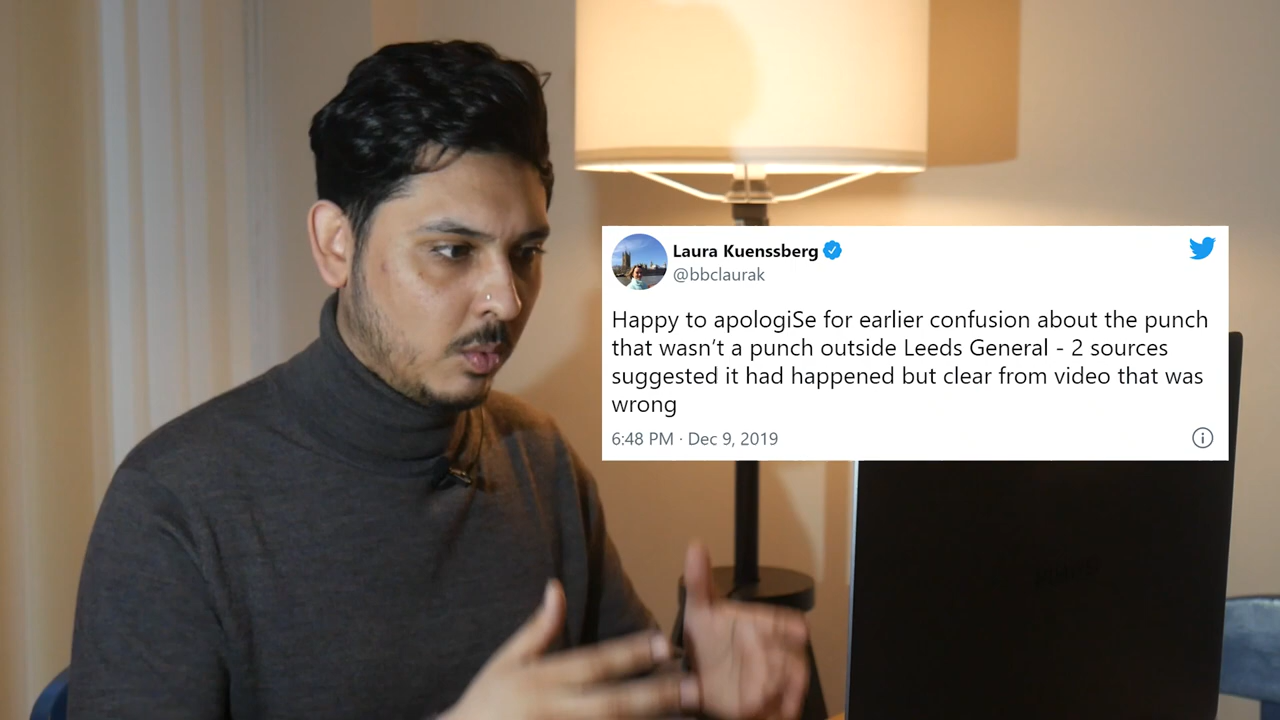 Laura Kuenssberg
@bbclaurak
Happy to apologiSe for earlier confusion about the punch
that wasn’t a punch outside Leeds General - 2 sources
suggested it had happened but clear from video that was
wrong
6:48 PM · Dec 9, 2019